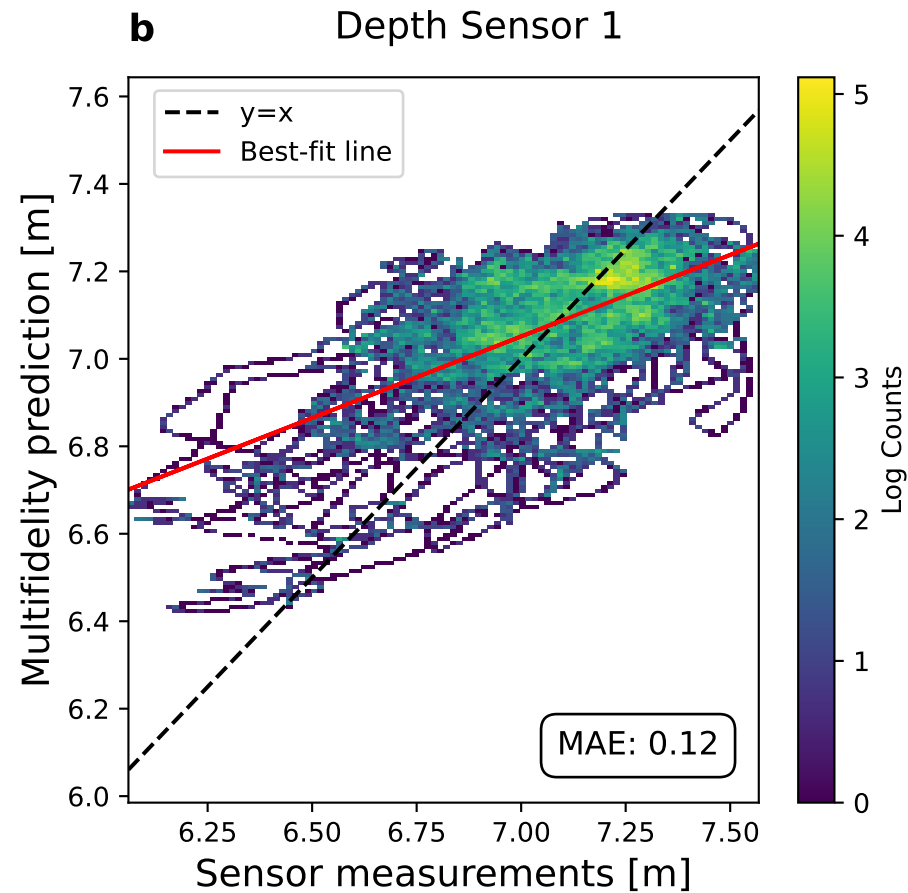 b
Depth Sensor 1
y=x
Best-fit line
7.6
7.4
7.2
7.0
6.8
6.6
6.4
6.2
6.0
Multifidelity prediction [m]
MAE: 0.12
6.25 6.50 6.75 7.00 7.25 7.50
Sensor measurements [m]
5
4
3
2
1
0
Log Counts